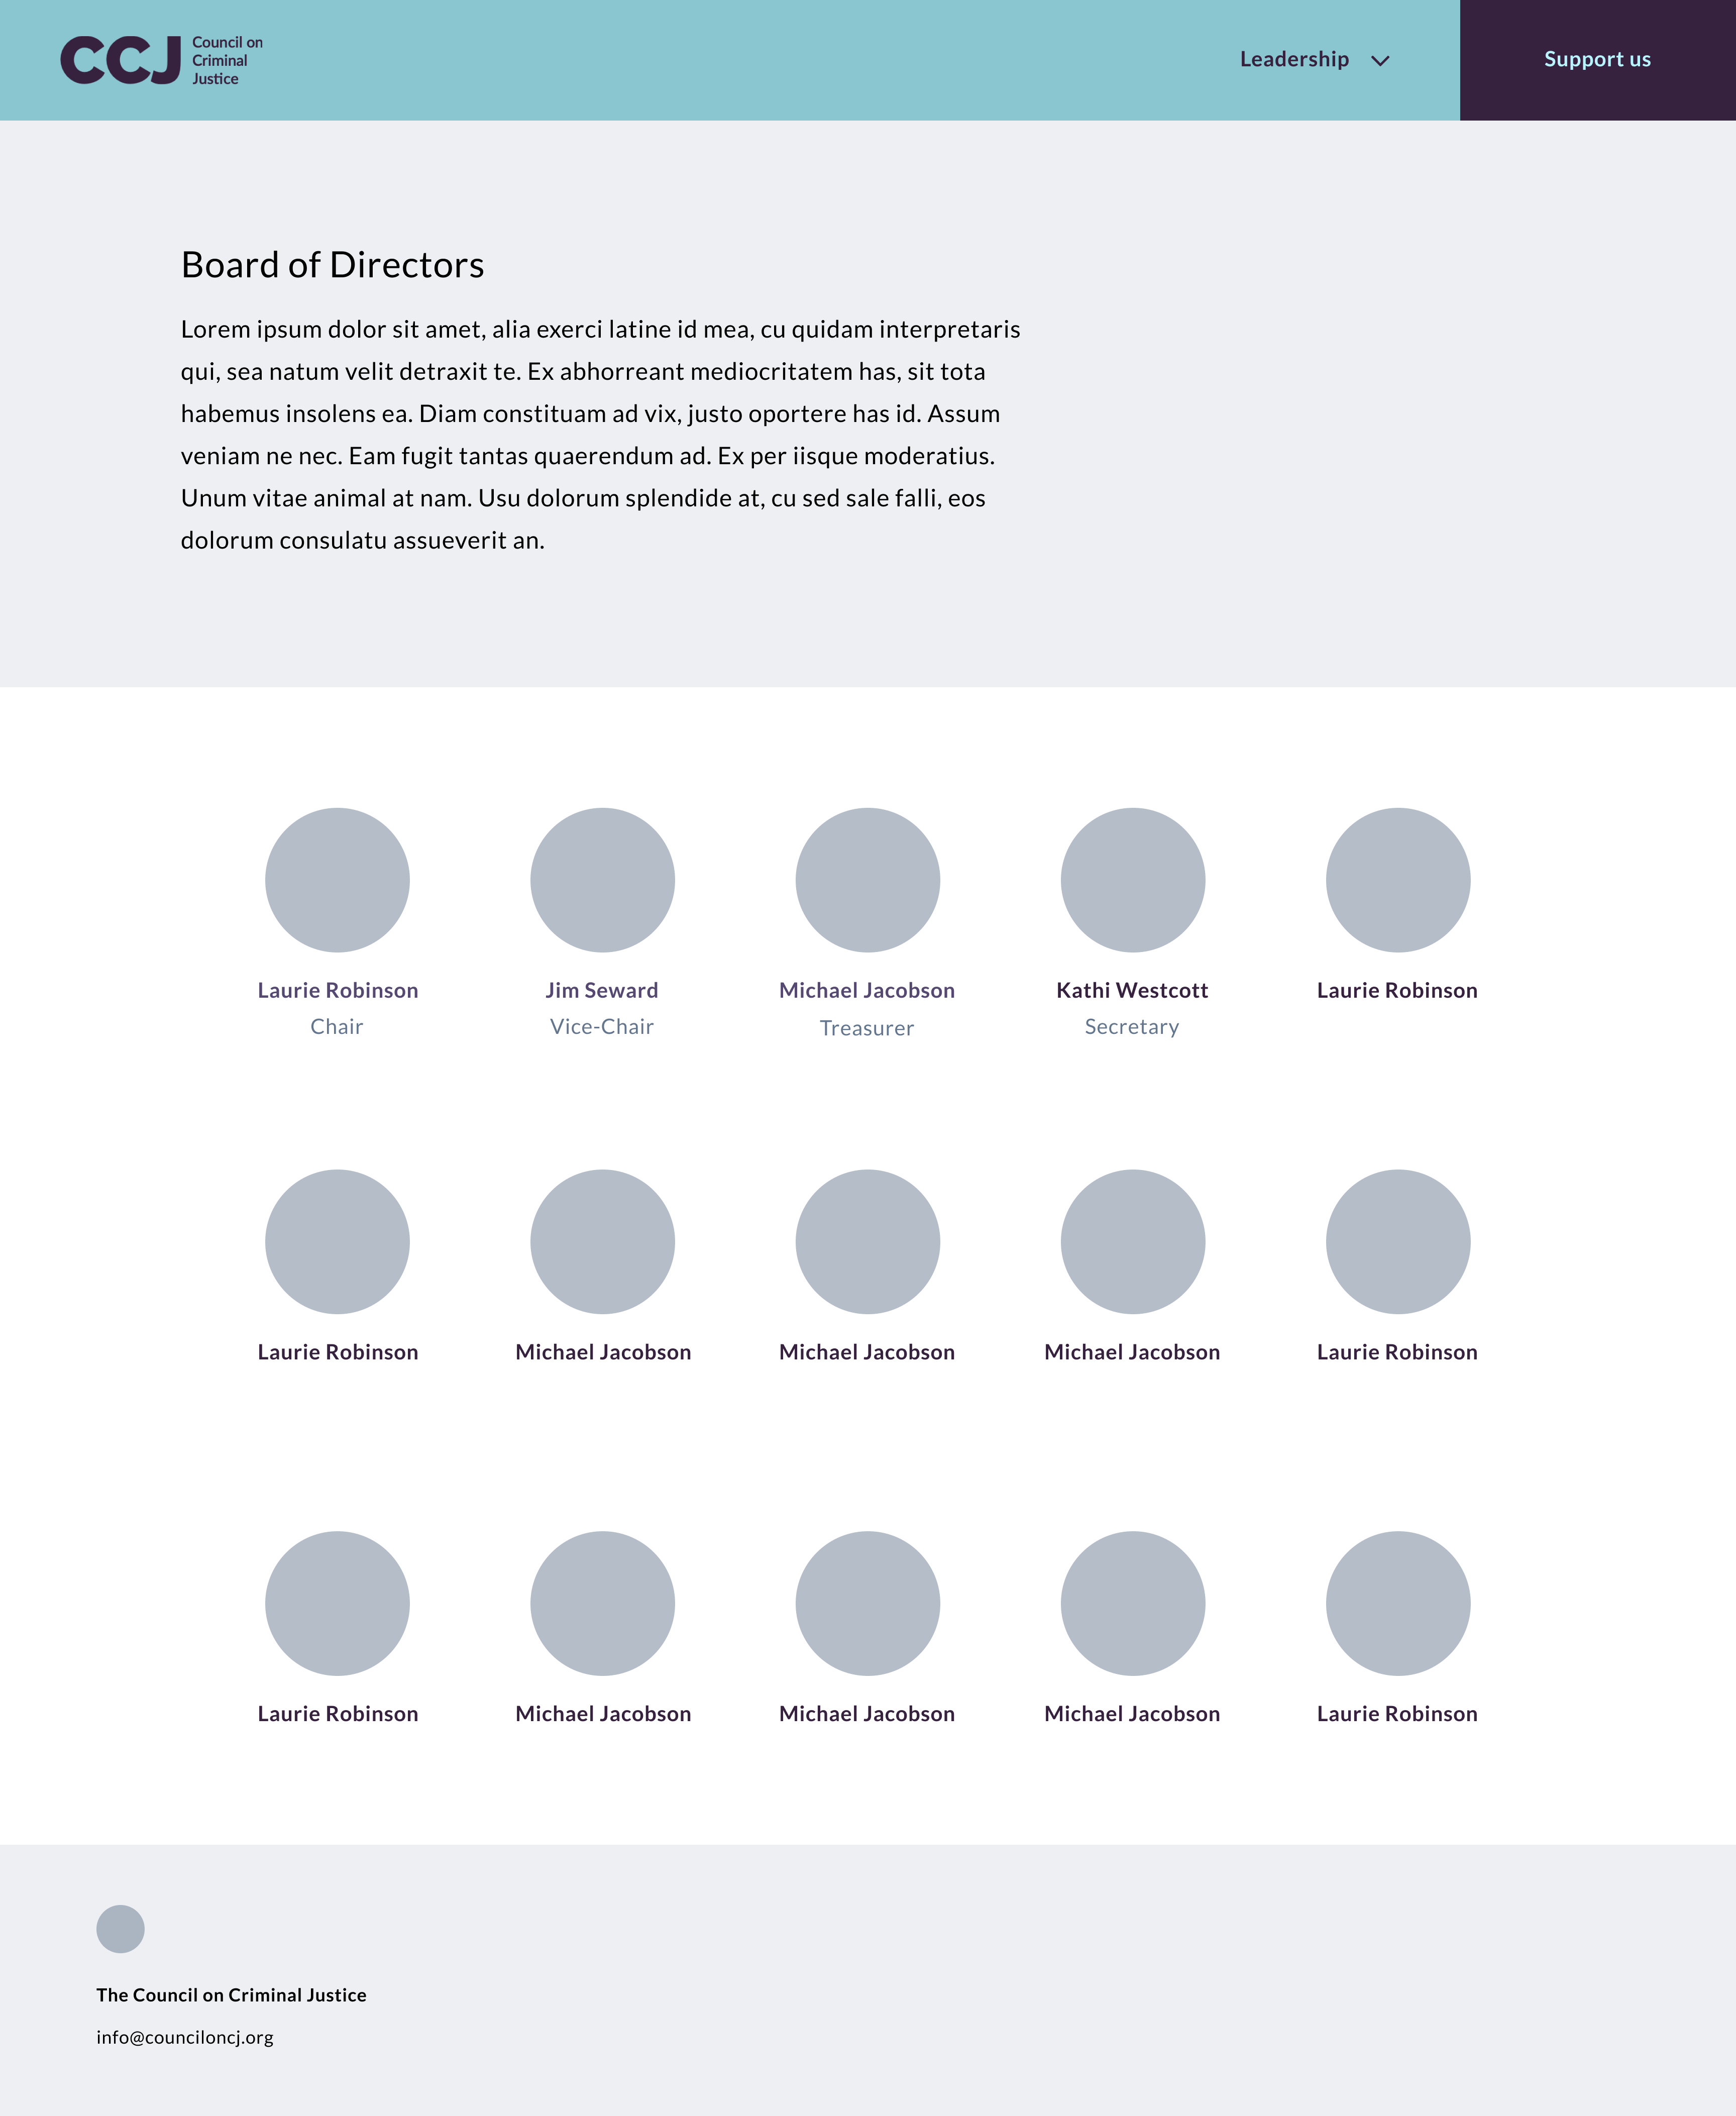 CCJ
Council on
Criminal
Justice
Leadership
Support us
Board of Directors
Lorem ipsum dolor sit amet, alia exerci latine id mea, cu quidam interpretaris
qui, sea natum velit detraxit te. Ex abhorreant mediocritatem has, sit tota
habemus insolens ea. Diam constituam ad vix, justo oportere has id. Assum
veniam ne nec. Eam fugit tantas quaerendum ad. Ex per iisque moderatius.
Unum vitae animal at nam. Usu dolorum splendide at, cu sed sale falli, eos
dolorum consulatu assueverit an.
Laurie Robinson
Chair
Jim Seward
Vice-Chair
Michael Jacobson
Treasurer
Kathi Westcott
Secretary
Laurie Robinson
Laurie Robinson
Michael Jacobson
Michael Jacobson
Michael Jacobson
Laurie Robinson
Laurie Robinson
Michael Jacobson
Michael Jacobson
Michael Jacobson
Laurie Robinson
The Council on Criminal Justice
info@counciloncj.org